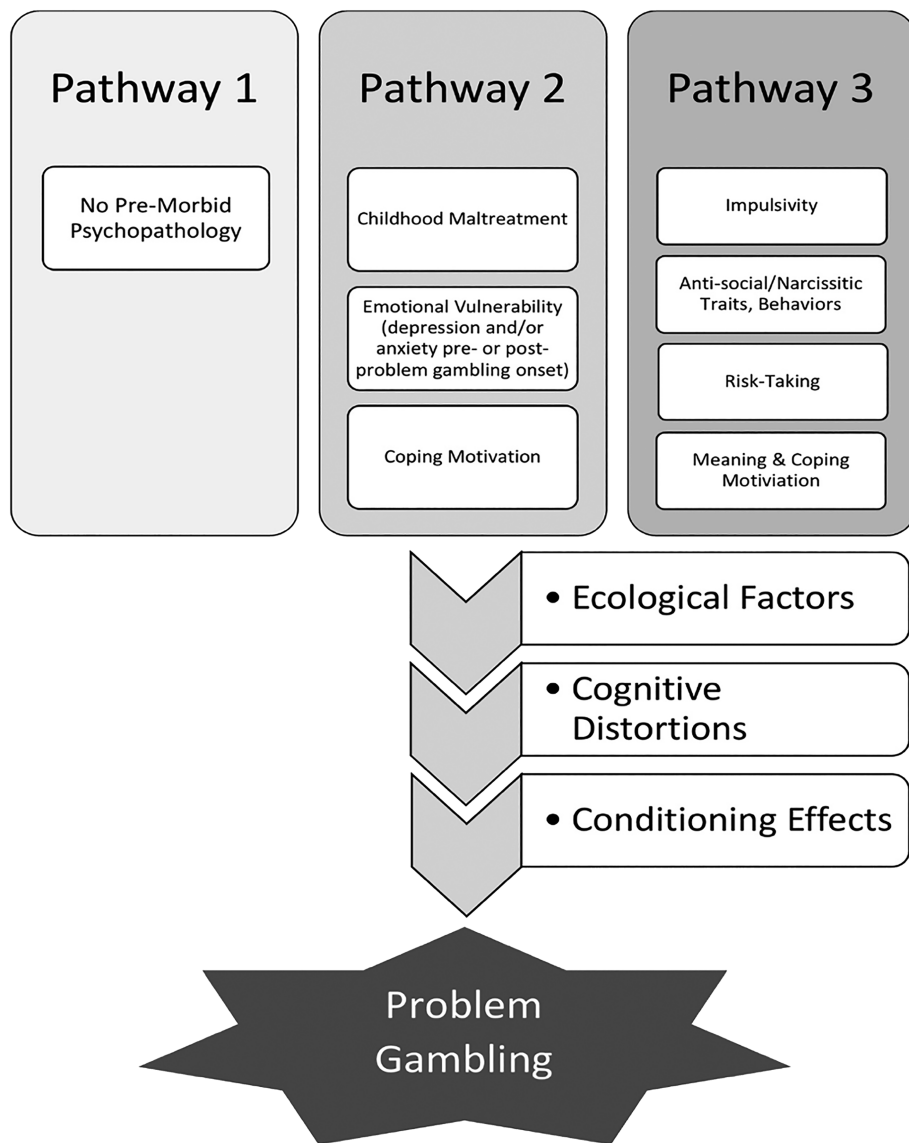 Pathway 1
No Pre-Morbid
Psychopathology
Pathway 2
Childhood Maltreatment
Emotional Vulnerability
(depression and/or
anxiety pre- or post-
problem gambling onset)
Coping Motivation
Pathway 3
Impulsivity
Anti-social/Narcissitic
Traits, Behaviors
Risk-Taking
Meaning & Coping
Motiviation
• Ecological Factors
• Cognitive
Distortions
• Conditioning Effects
Problem
Gambling